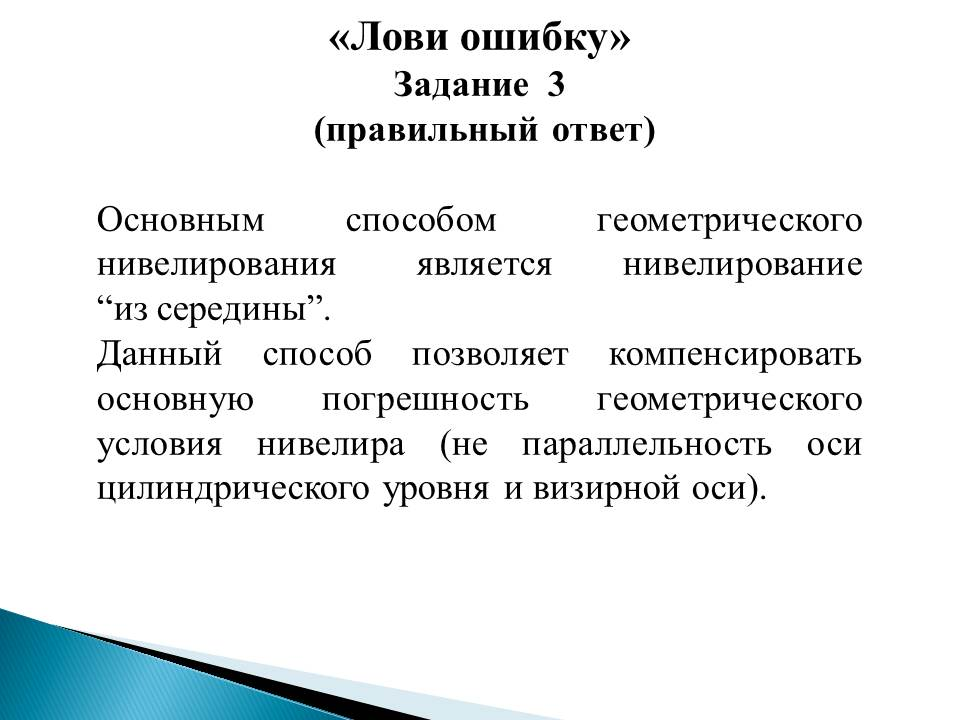 «Лови ошибку»
Задание 3
(правильный ответ)
Основным способом геометрического
нивелирования является нивелирование
“из середины”.
Данный способ позволяет компенсировать
основную погрешность геометрического
условия нивелира (не параллельность оси
цилиндрического уровня и визирной оси).